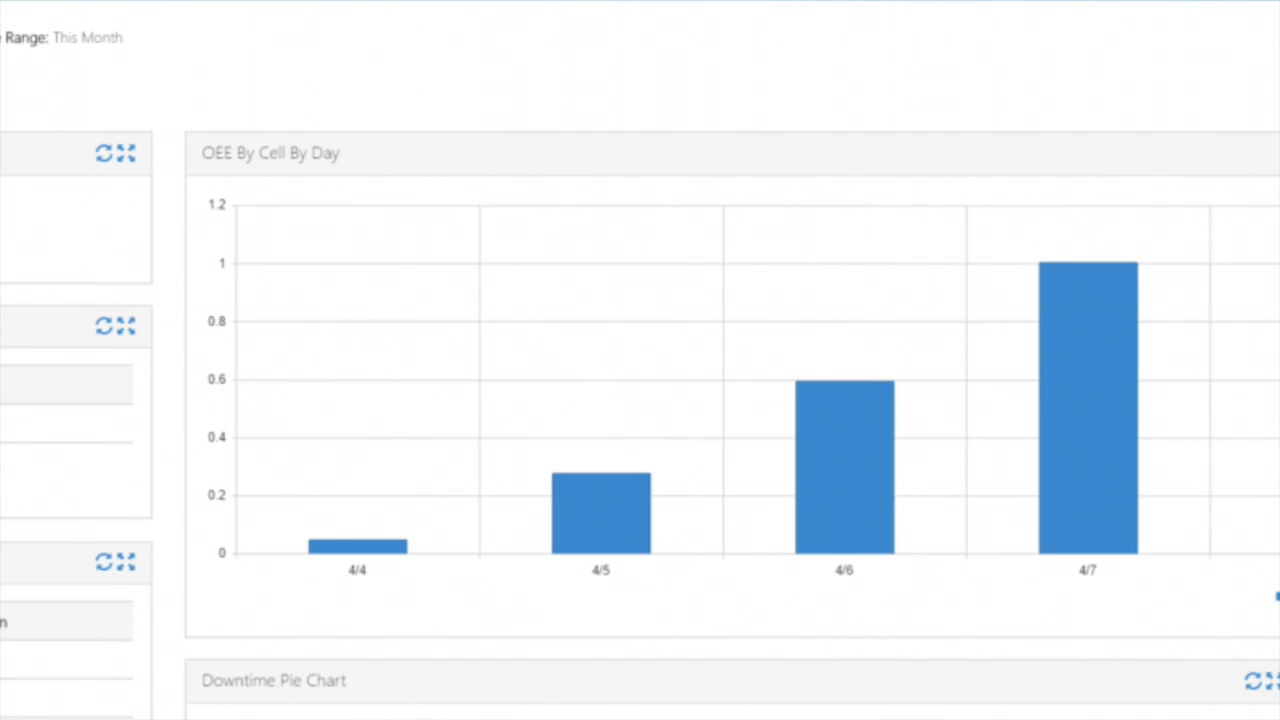 Range: This Month
OEE By Cell By Day
1.2
1
0.8
0.6
0.4
0.2
0
4/4
4/5
4/6
4/7
n
Downtime Pie Chart